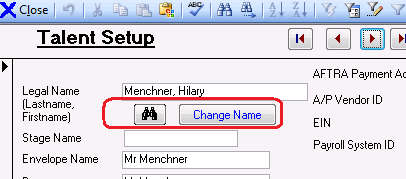 Close
Talent Setup
Legal Name
(Lastname,
Firstname)
Menchner, Hilary
Change Name
Stage Name
Envelope Name
Mr Menchner
AFTRA Payment Ac
A/P Vendor ID
EIN
Payroll System ID